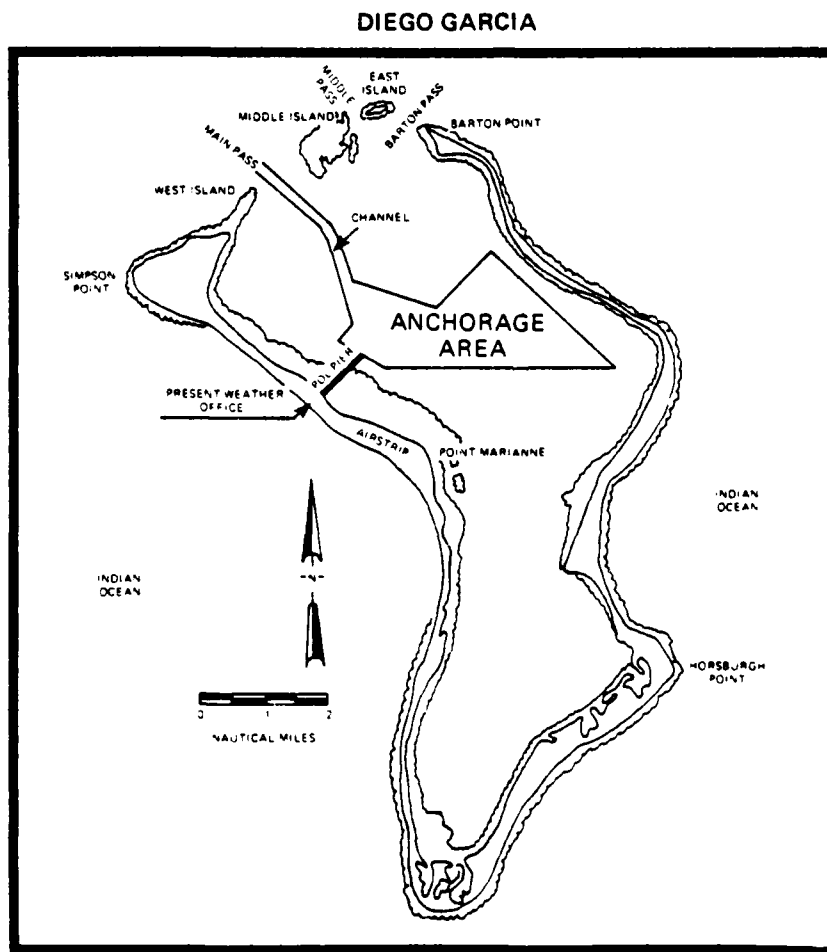 DIEGO GARCIA
MIDDLE
PASS
EAST
ISLAND
MIDDLE ISLAND
BARTON PASS
BARTON POINT
MAIN PASS
WEST ISLAND
CHANNEL
SIMPSON
POINT
ANCHORAGE
AREA
POL PIER
PRESENT WEATHER
OFFICE
AIRSTRIP
POINT MARIANNE
INDIAN
OCEAN
-N-
INDIAN
OCEAN
HORSBURGH
POINT
0 1 2
NAUTICAL MILES